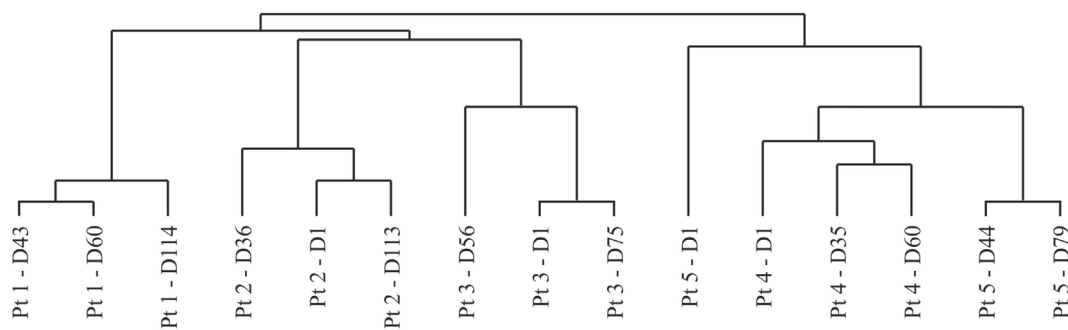 Pt 1 - D43
Pt 1 - D60
Pt 1 - D114
Pt 2 - D36
Pt 2 - D1
Pt 2 - D113
Pt 3 - D56
Pt 3 - D1
Pt 3 - D75
Pt 5 - D1
Pt 4 - D1
Pt 4 - D35
Pt 4 - D60
Pt 5 - D44
Pt 5 - D79